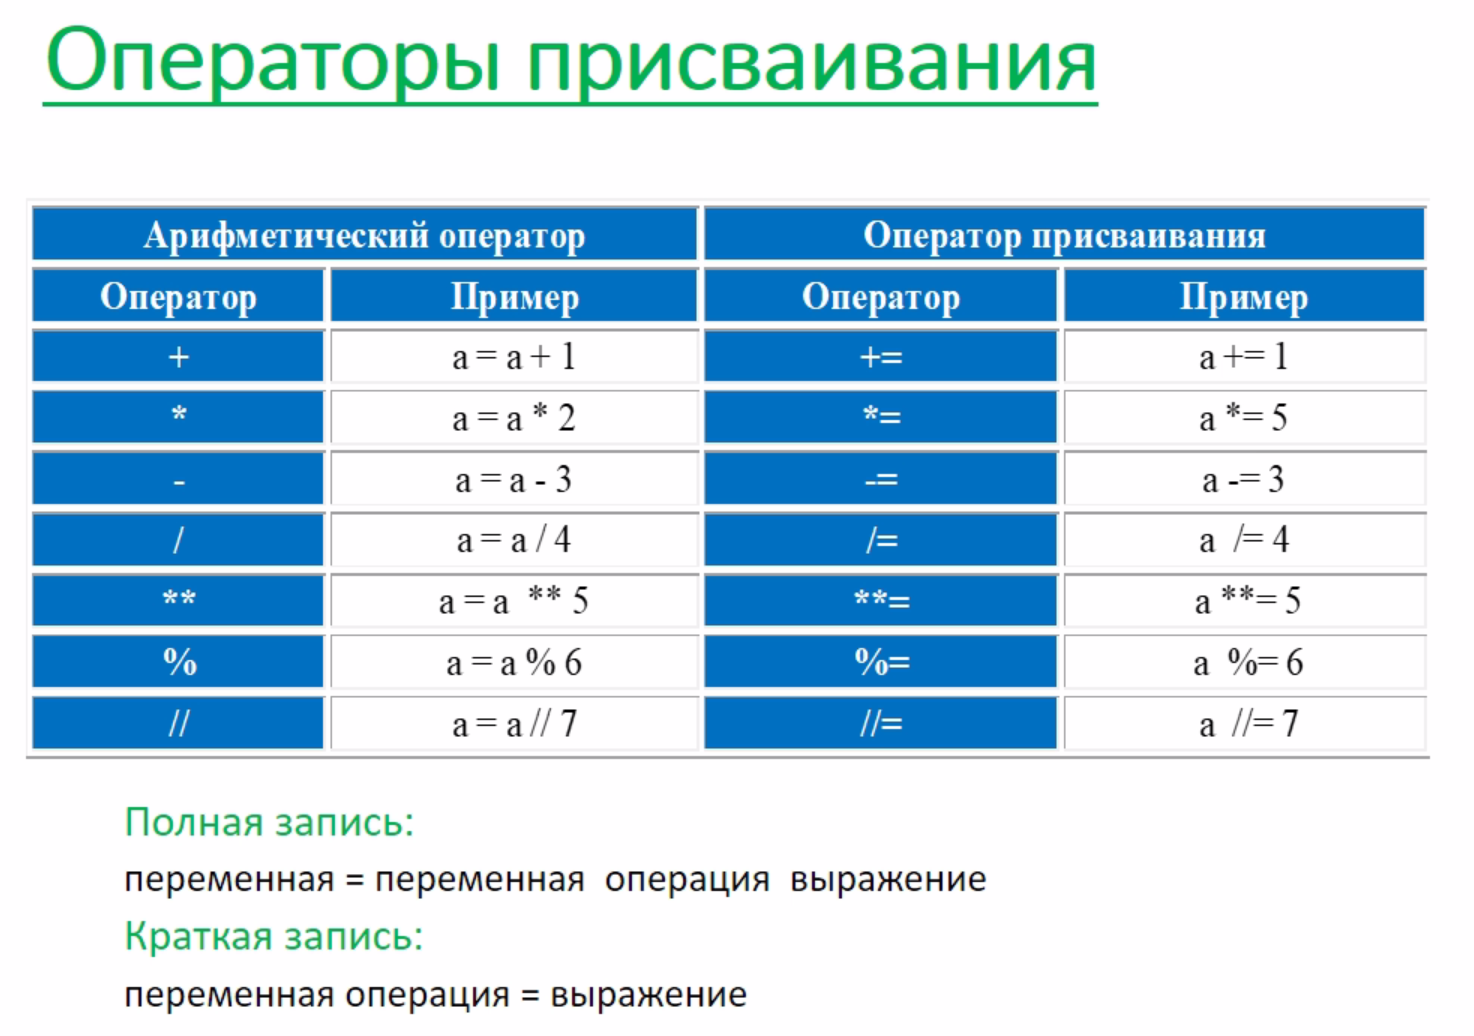 Операторы присваивания
Арифметический оператор Оператор присваивания
Оператор Пример Оператор Пример
+ a = a + 1 += a += 1
* a = a * 2 *= a *= 5
- a = a - 3 -= a -= 3
/ a = a / 4 /= a /= 4
** a = a ** 5 **= a **= 5
% a = a % 6 %= a %= 6
// a = a // 7 //= a //= 7
Полная запись:
переменная = переменная операция выражение
Краткая запись:
переменная операция = выражение